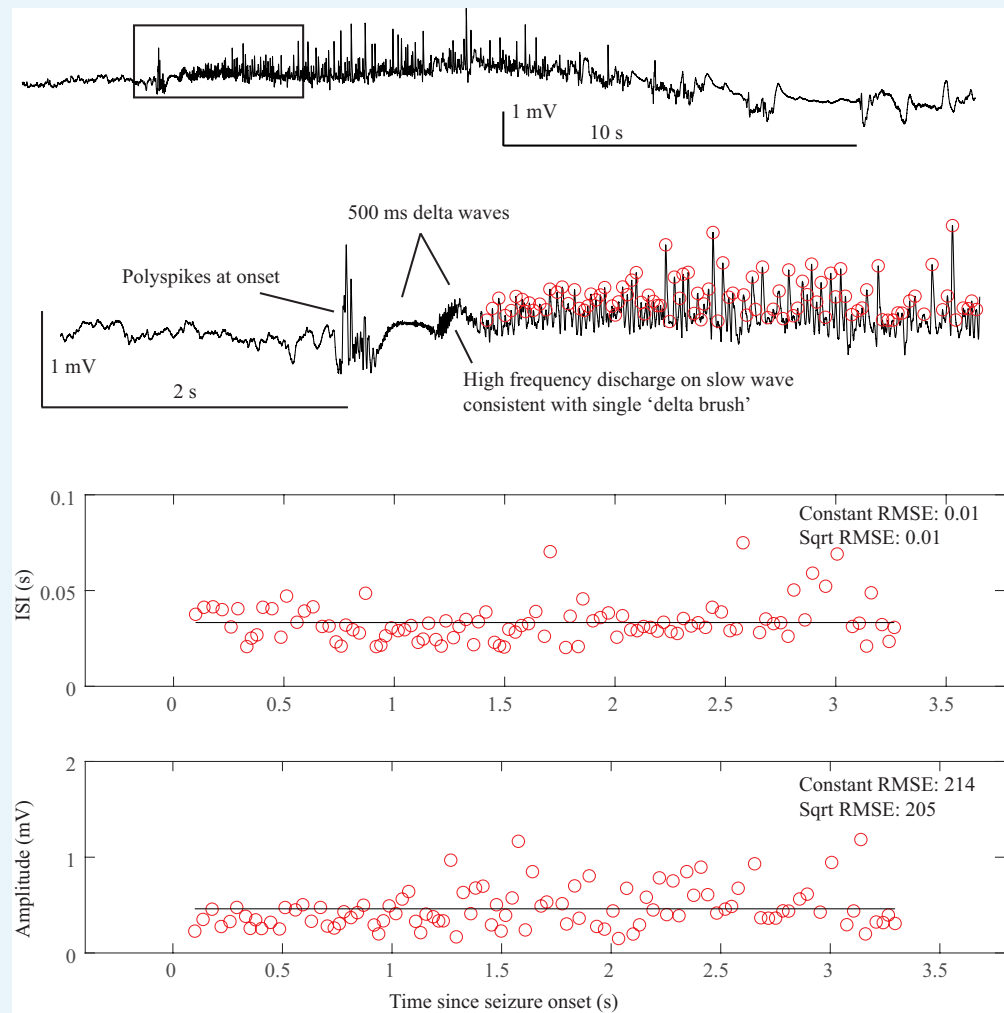 1 mV
10 s
500 ms delta waves
Polyspikes at onset
1 mV
2 s
High frequency discharge on slow wave
consistent with single ‘delta brush’
0.1
Constant RMSE: 0.01
Sqrt RMSE: 0.01
0.05
ISI (s)
0
0 0.5 1 1.5 2 2.5 3 3.5
2
Constant RMSE: 214
Sqrt RMSE: 205
1
Amplitude (mV)
0
0 0.5 1 1.5 2 2.5 3 3.5
Time since seizure onset (s)